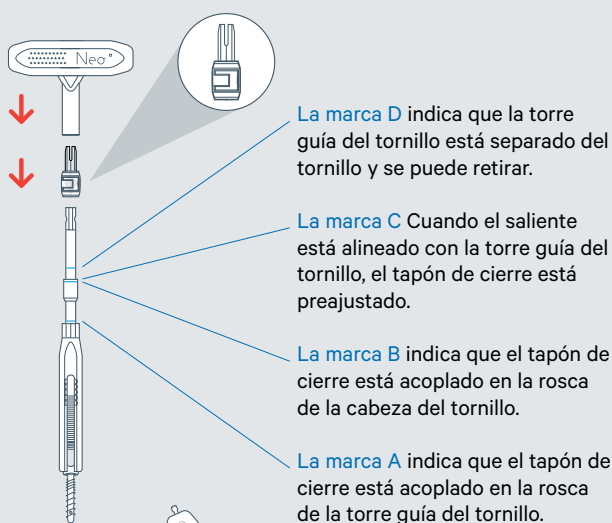 Neo
La marca D indica que la torre
guía del tornillo está separado del
tornillo y se puede retirar.
La marca C Cuando el saliente
está alineado con la torre guía del
tornillo, el tapón de cierre está
preajustado.
La marca B indica que el tapón de
cierre está acoplado en la rosca
de la cabeza del tornillo.
La marca A indica que el tapón de
cierre está acoplado en la rosca
de la torre guía del tornillo.